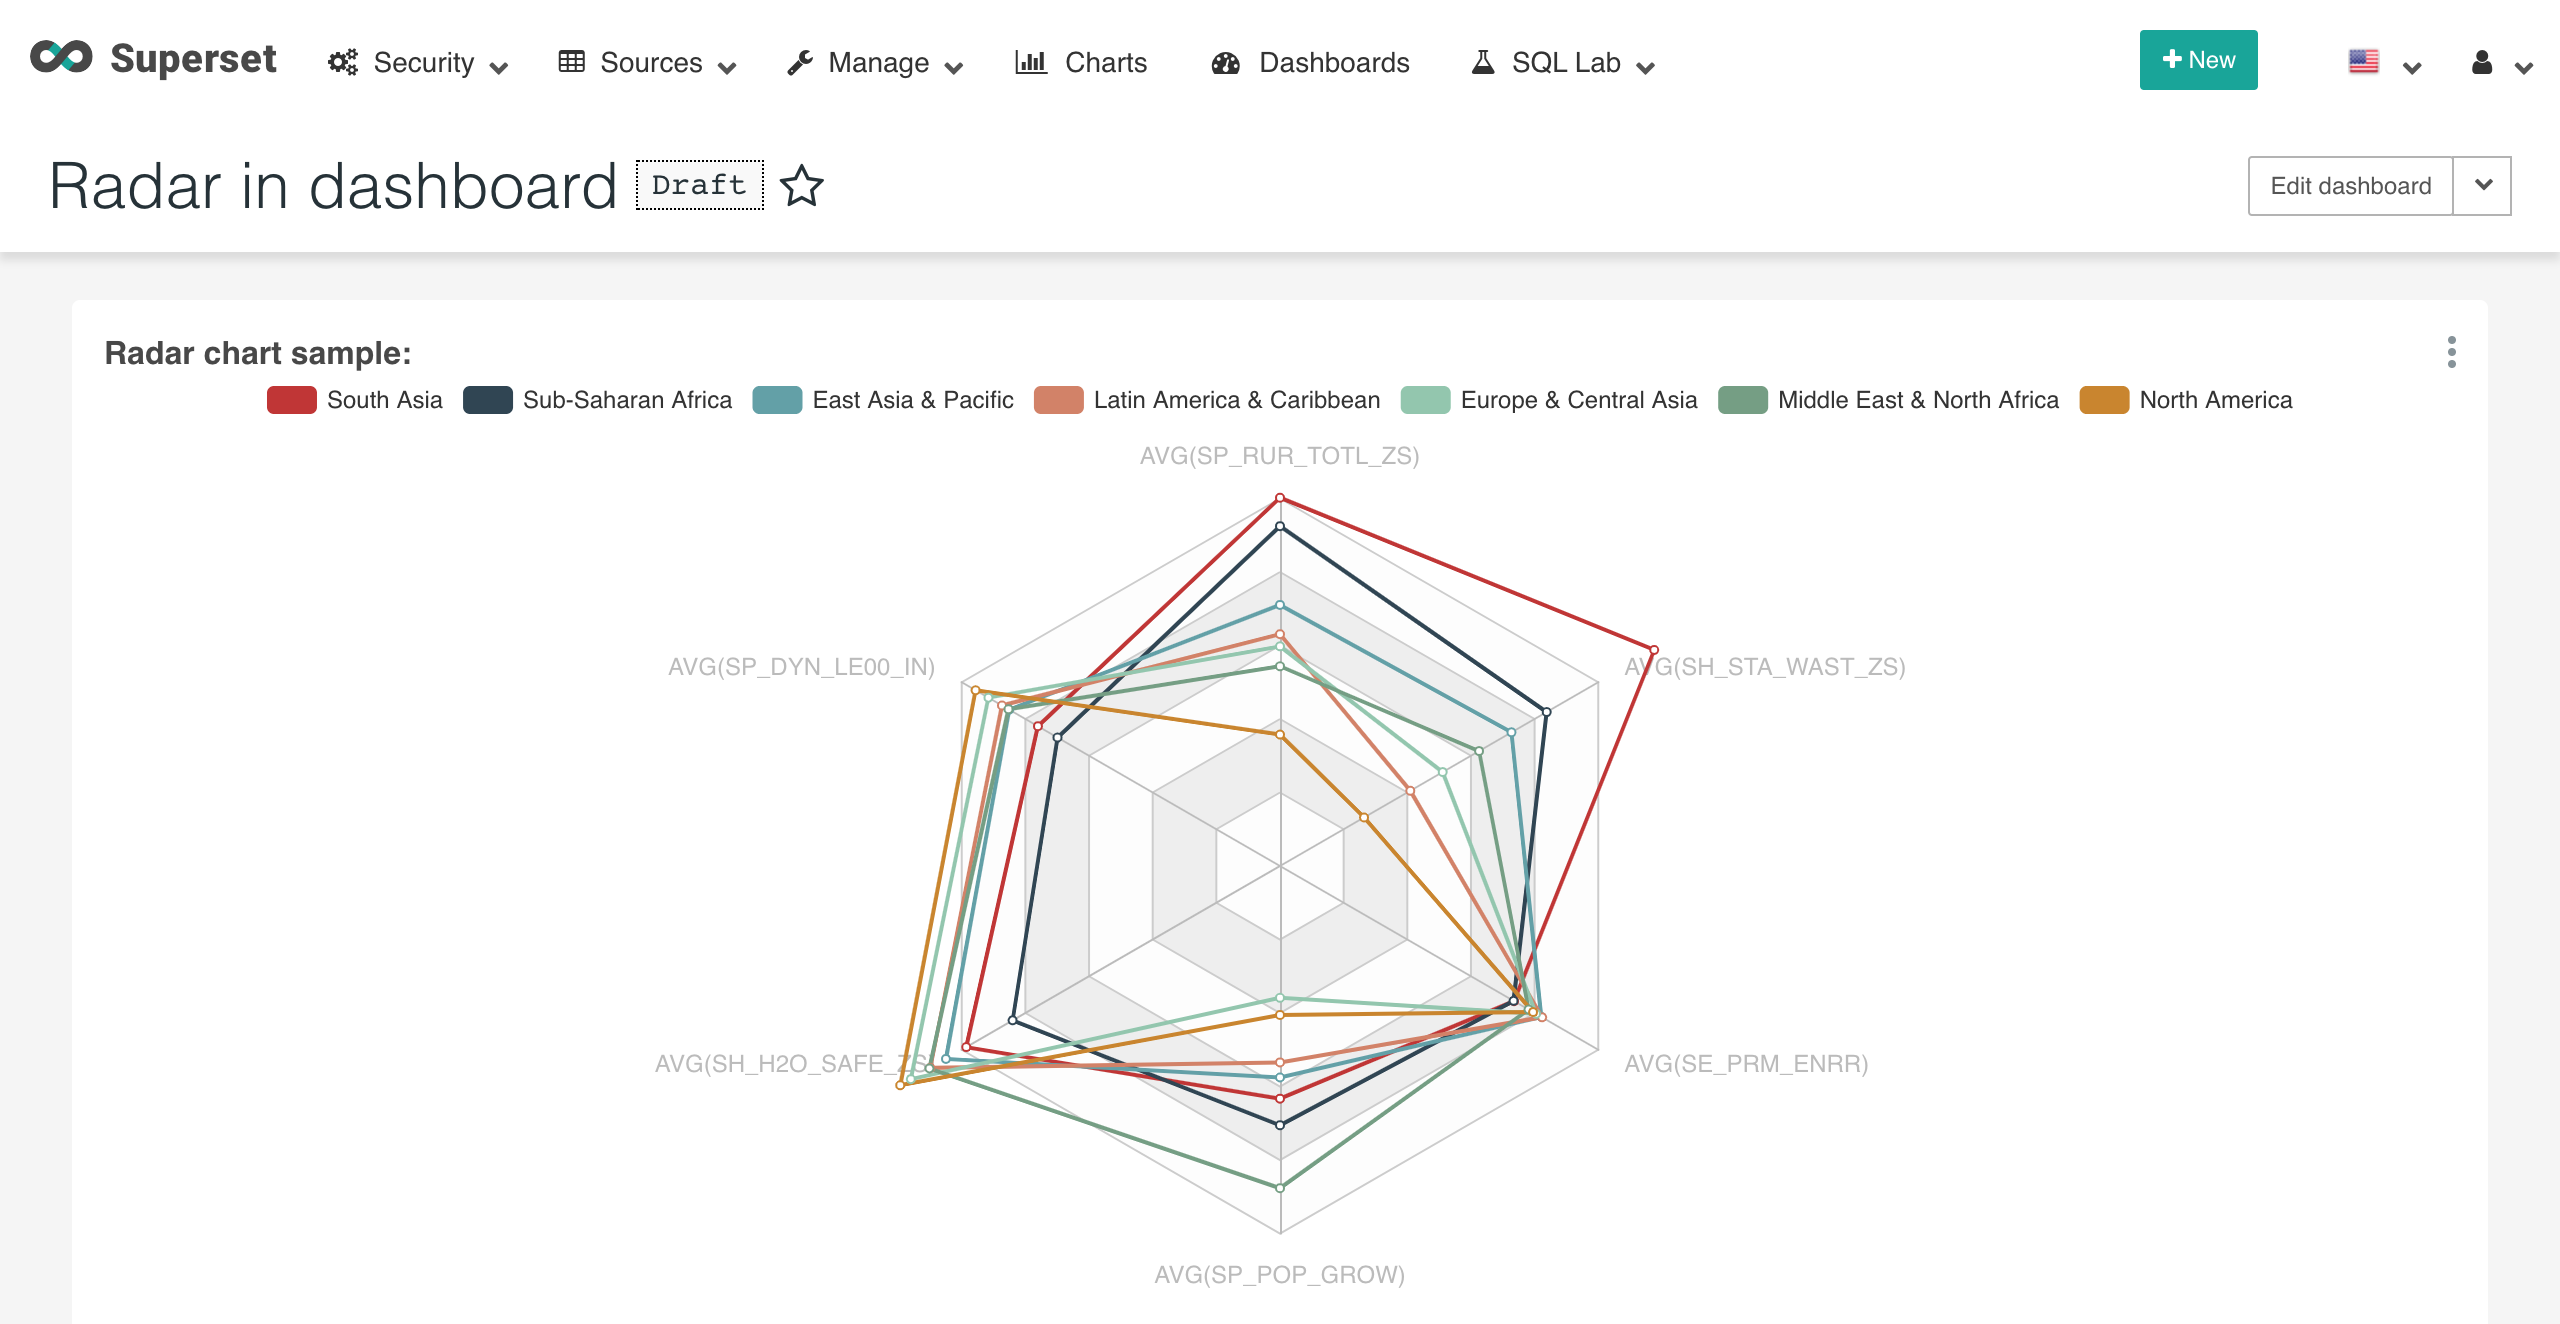 Superset Security Sources Manage Charts Dashboards SQL Lab + New
Radar in dashboard Draft Edit dashboard
Radar chart sample:
South Asia Sub-Saharan Africa East Asia & Pacific Latin America & Caribbean Europe & Central Asia Middle East & North Africa North America
AVG(SP_RUR_TOTL_ZS)
AVG(SP_DYN_LE00_IN) AVG(SH_STA_WAST_ZS)
AVG(SH_H2O_SAFE_ZS) AVG(SE_PRM_ENRR)
AVG(SP_POP_GROW)